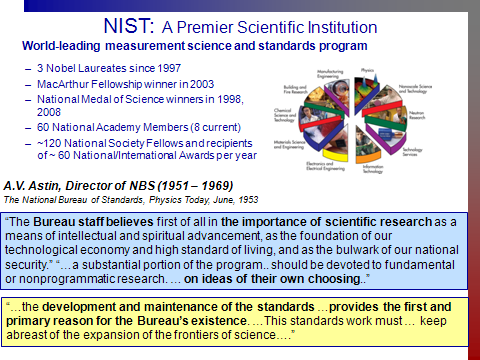 NIST: A Premier Scientific Institution
World-leading measurement science and standards program
– 3 Nobel Laureates since 1997
– MacArthur Fellowship winner in 2003
– National Medal of Science winners in 1998,
2008
– 60 National Academy Members (8 current)
– ~120 National Society Fellows and recipients
of ~ 60 National/International Awards per year
Manufacturing
Engineering
Physics
Building and
Fire Research
Nanoscale Science
and Technology
Chemical Science
and Technology
Neutron
Research
Materials Science
and Engineering
Technology
Services
Electronics and
Electrical Engineering
Information
Technology
A.V. Astin, Director of NBS (1951 – 1969)
The National Bureau of Standards, Physics Today, June, 1953
“The Bureau staff believes first of all in the importance of scientific research as a
means of intellectual and spiritual advancement, as the foundation of our
technological economy and high standard of living, and as the bulwark of our national
security.” “… a substantial portion of the program.. should be devoted to fundamental
or nonprogrammatic research. … on ideas of their own choosing..”
“…the development and maintenance of the standards …provides the first and
primary reason for the Bureau’s existence. …This standards work must … keep
abreast of the expansion of the frontiers of science….”